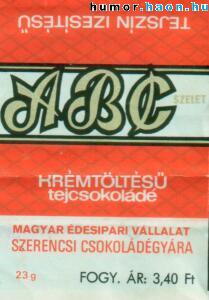 humor.haon.hu
TEJSZÍN IZESITÉSŰ
ABC
SZELET
KRÉMTÖLTÉSŰ
tejcsokoládé
MAGYAR ÉDESIPARI VÁLLALAT
SZERENCSI CSOKOLÁDÉGYÁRA
23 g
FOGY. ÁR: 3,40 Ft